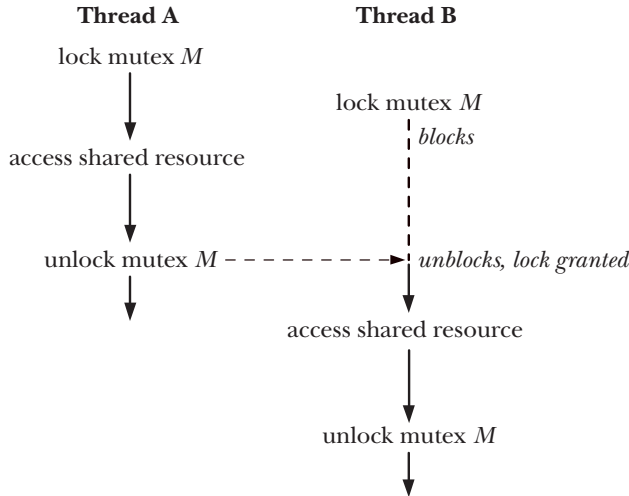 Thread A
Thread B
lock mutex M
lock mutex M
blocks
access shared resource
unlock mutex M
unblocks, lock granted
access shared resource
unlock mutex M